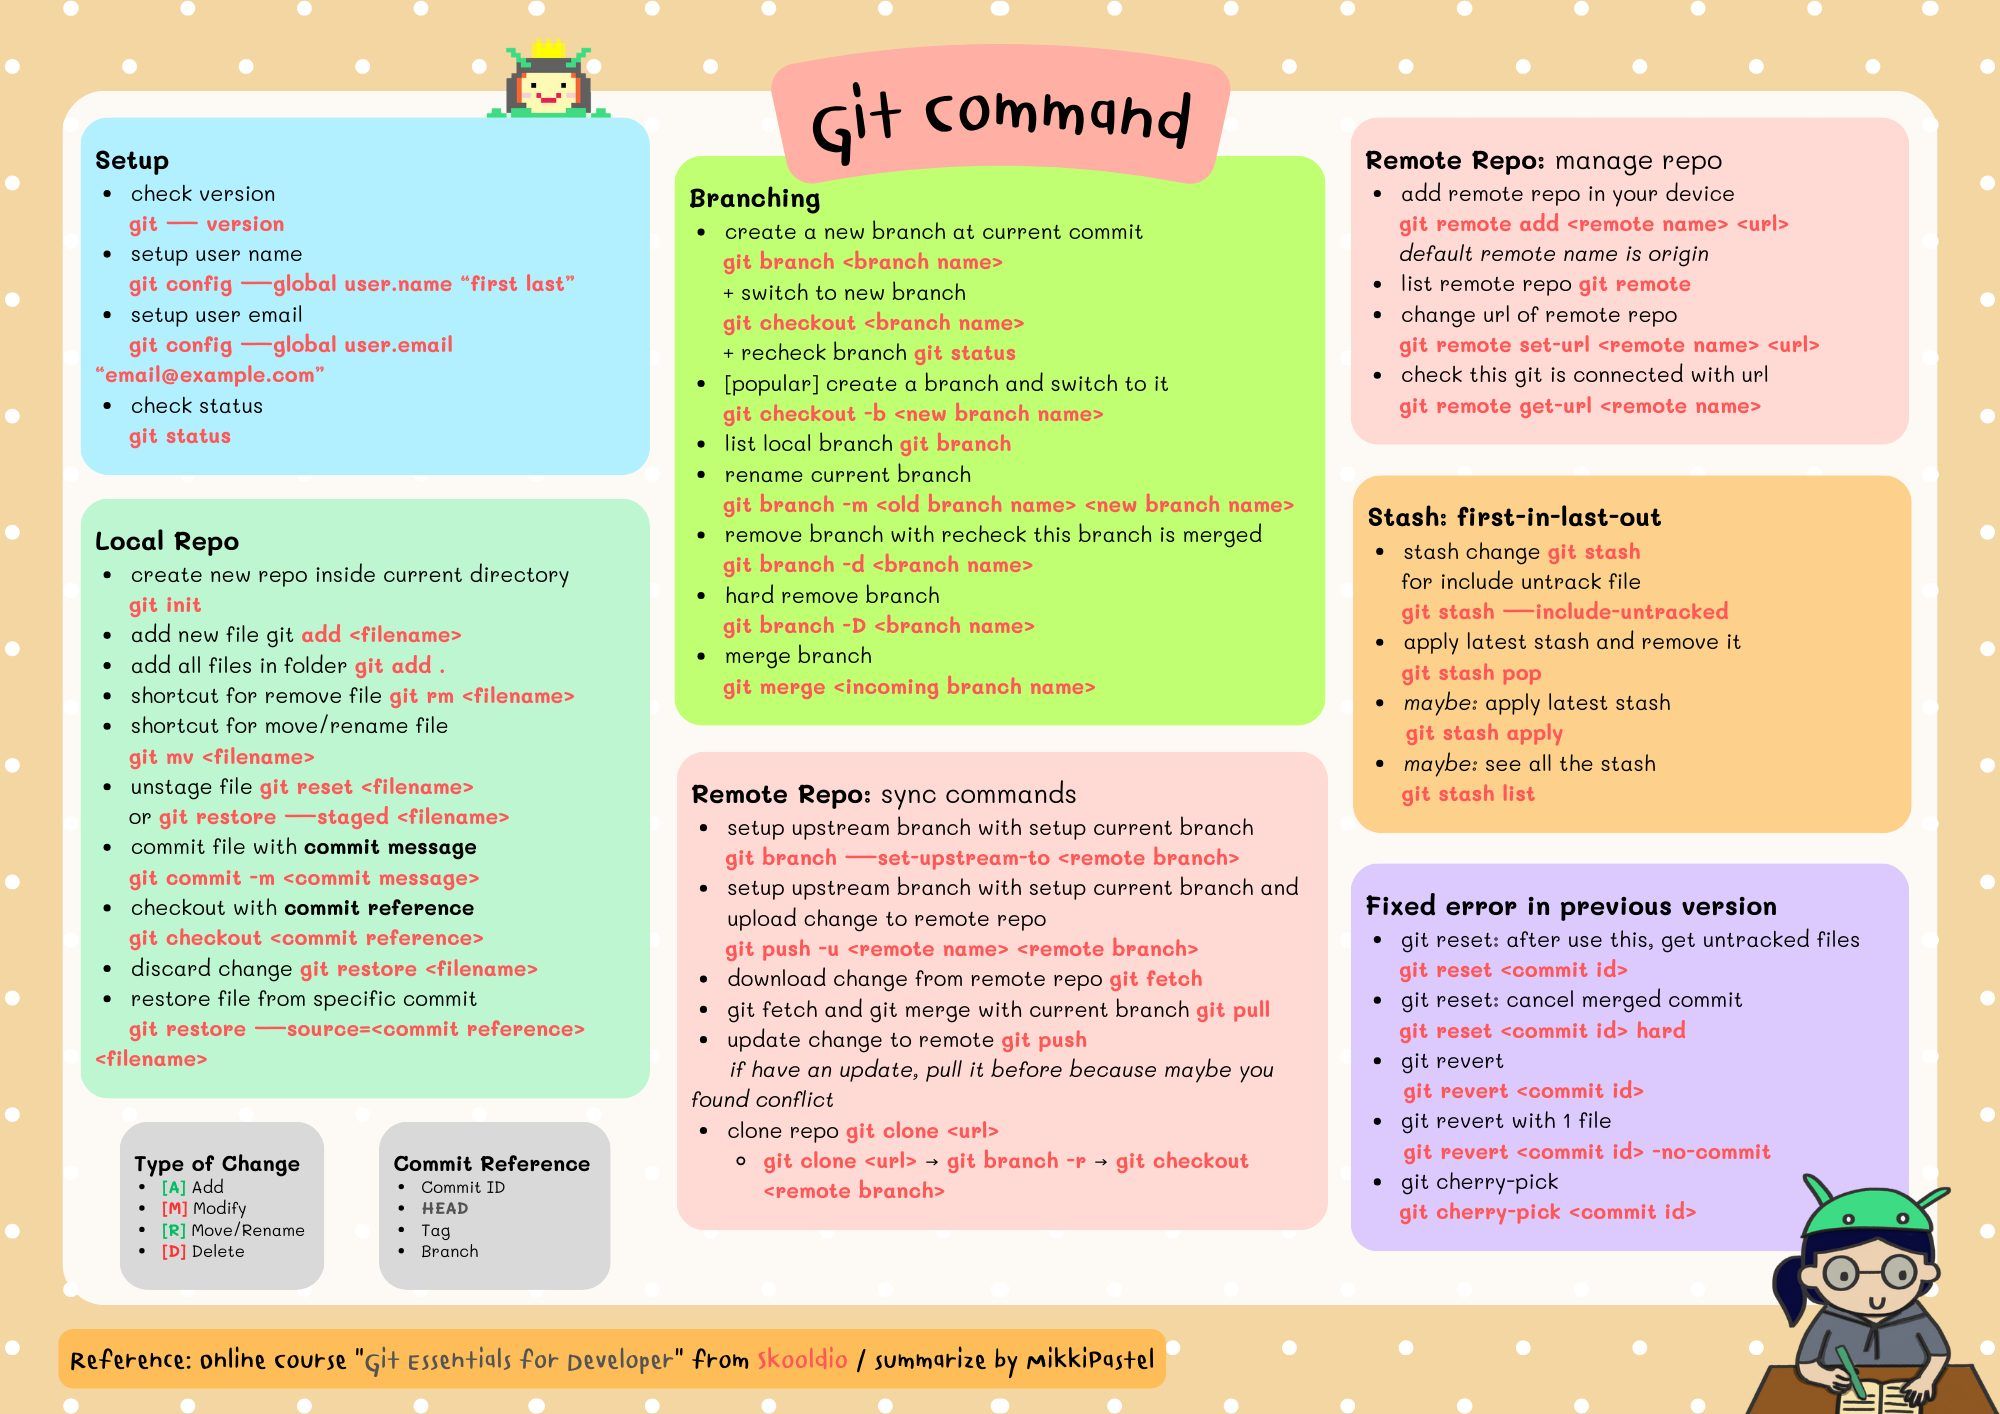 Git command
Setup
• check version
git -- version
• setup user name
git config --global user.name “first last”
• setup user email
git config --global user.email
“email@example.com”
• check status
git status
Local Repo
• create new repo inside current directory
git init
• add new file git add <filename>
• add all files in folder git add .
• shortcut for remove file git rm <filename>
• shortcut for move/rename file
git mv <filename>
• unstage file git reset <filename>
or git restore --staged <filename>
• commit file with commit message
git commit -m <commit message>
• checkout with commit reference
git checkout <commit reference>
• discard change git restore <filename>
• restore file from specific commit
git restore --source=<commit reference>
<filename>
Type of Change
• [A] Add
• [M] Modify
• [R] Move/Rename
• [D] Delete
Commit Reference
• Commit ID
• HEAD
• Tag
• Branch
Branching
• create a new branch at current commit
git branch <branch name>
+ switch to new branch
git checkout <branch name>
+ recheck branch git status
• [popular] create a branch and switch to it
git checkout -b <new branch name>
• list local branch git branch
• rename current branch
git branch -m <old branch name> <new branch name>
• remove branch with recheck this branch is merged
git branch -d <branch name>
• hard remove branch
git branch -D <branch name>
• merge branch
git merge <incoming branch name>
Remote Repo: sync commands
• setup upstream branch with setup current branch
git branch --set-upstream-to <remote branch>
• setup upstream branch with setup current branch and
upload change to remote repo
git push -u <remote name> <remote branch>
• download change from remote repo git fetch
• git fetch and git merge with current branch git pull
• update change to remote git push
if have an update, pull it before because maybe you
found conflict
• clone repo git clone <url>
◦ git clone <url> → git branch -r → git checkout
<remote branch>
Remote Repo: manage repo
• add remote repo in your device
git remote add <remote name> <url>
default remote name is origin
• list remote repo git remote
• change url of remote repo
git remote set-url <remote name> <url>
• check this git is connected with url
git remote get-url <remote name>
Stash: first-in-last-out
• stash change git stash
for include untrack file
git stash --include-untracked
• apply latest stash and remove it
git stash pop
• maybe: apply latest stash
git stash apply
• maybe: see all the stash
git stash list
Fixed error in previous version
• git reset: after use this, get untracked files
git reset <commit id>
• git reset: cancel merged commit
git reset <commit id> hard
• git revert
git revert <commit id>
• git revert with 1 file
git revert <commit id> -no-commit
• git cherry-pick
git cherry-pick <commit id>
Reference: online course "Git Essentials for Developer" from Skooldio / summarize by MikkiPastel